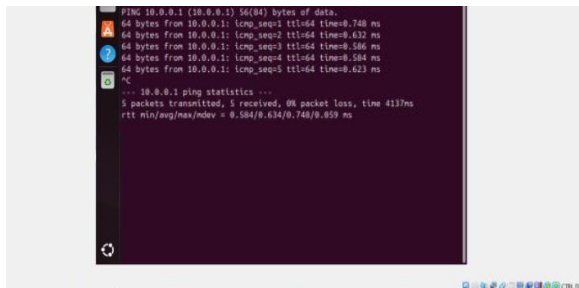 PING 10.0.0.1 (10.0.0.1) 56(84) bytes of data.
64 bytes from 10.0.0.1: icmp_seq=1 ttl=64 time=0.748 ms
64 bytes from 10.0.0.1: icmp_seq=2 ttl=64 time=0.632 ms
64 bytes from 10.0.0.1: icmp_seq=3 ttl=64 time=0.586 ms
64 bytes from 10.0.0.1: icmp_seq=4 ttl=64 time=0.584 ms
64 bytes from 10.0.0.1: icmp_seq=5 ttl=64 time=0.623 ms
^C
--- 10.0.0.1 ping statistics ---
5 packets transmitted, 5 received, 0% packet loss, time 4137ms
rtt min/avg/max/mdev = 0.584/0.634/0.748/0.059 ms